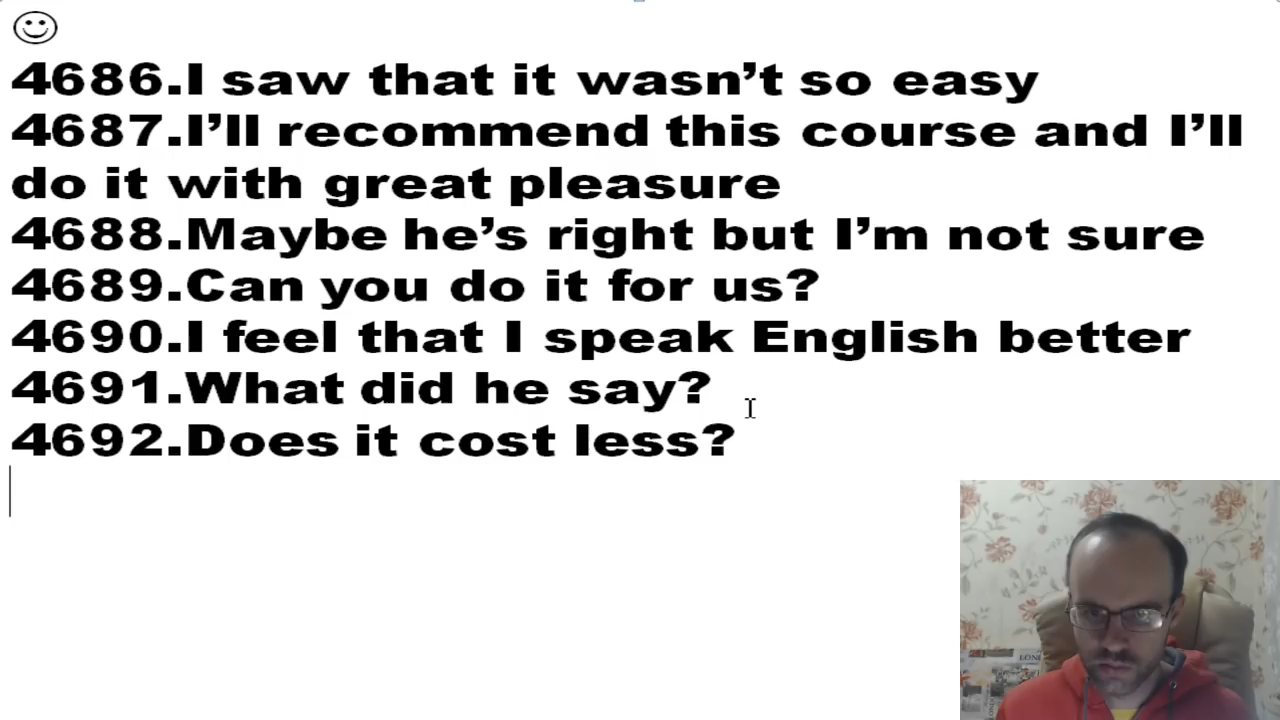 ☺
4686.I saw that it wasn’t so easy
4687.I’ll recommend this course and I’ll
do it with great pleasure
4688.Maybe he’s right but I’m not sure
4689.Can you do it for us?
4690.I feel that I speak English better
4691.What did he say?
4692.Does it cost less?